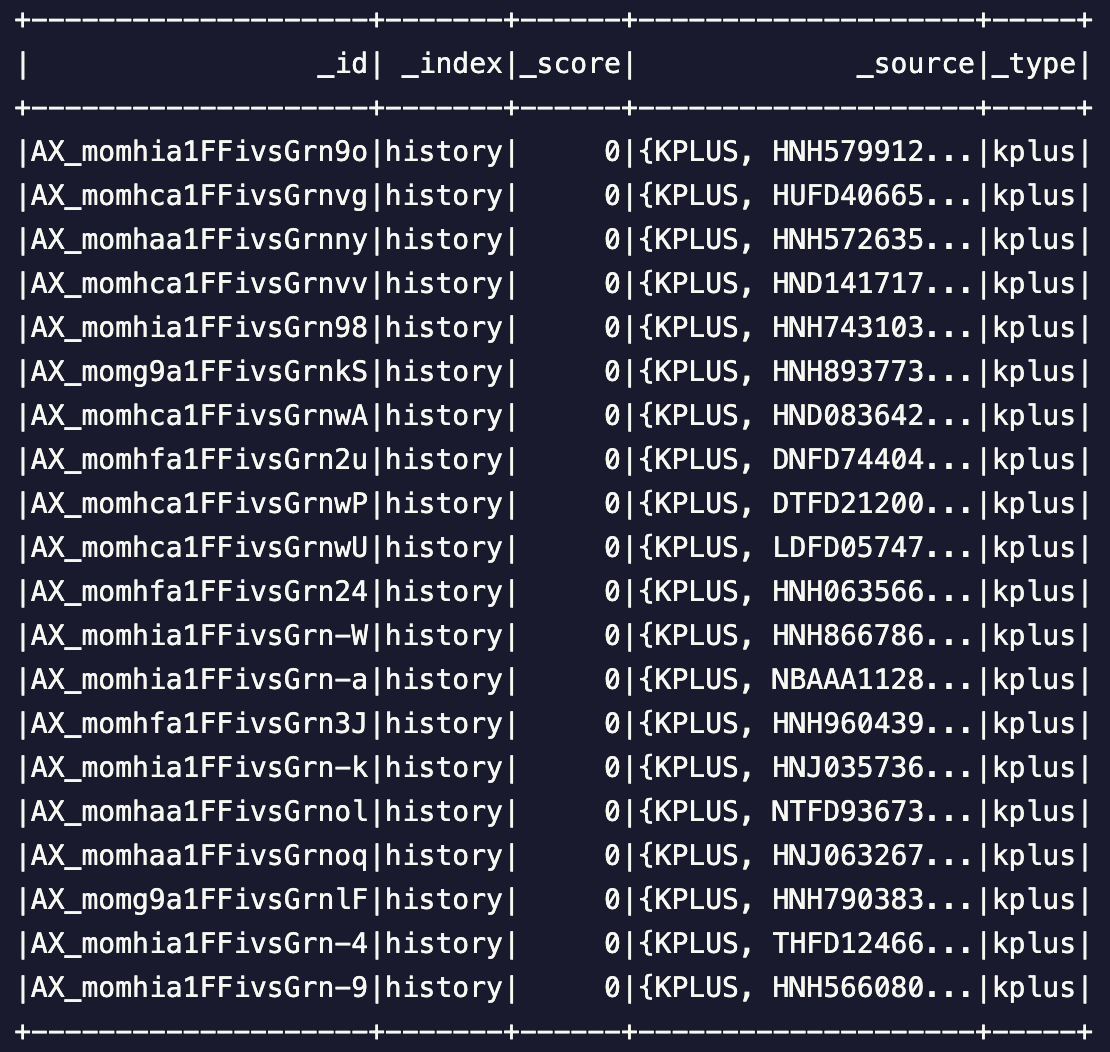 +--------------------+-------+------+--------------------+-----+
|                 _id| _index|_score|             _source|_type|
+--------------------+-------+------+--------------------+-----+
|AX_momhia1FFivsGrn9o|history|     0|{KPLUS, HNH579912...|kplus|
|AX_momhca1FFivsGrnvg|history|     0|{KPLUS, HUFD40665...|kplus|
|AX_momhaa1FFivsGrnny|history|     0|{KPLUS, HNH572635...|kplus|
|AX_momhca1FFivsGrnvv|history|     0|{KPLUS, HND141717...|kplus|
|AX_momhia1FFivsGrn98|history|     0|{KPLUS, HNH743103...|kplus|
|AX_momg9a1FFivsGrnkS|history|     0|{KPLUS, HNH893773...|kplus|
|AX_momhca1FFivsGrnwA|history|     0|{KPLUS, HND083642...|kplus|
|AX_momhfa1FFivsGrn2u|history|     0|{KPLUS, DNFD74404...|kplus|
|AX_momhca1FFivsGrnwP|history|     0|{KPLUS, DTFD21200...|kplus|
|AX_momhca1FFivsGrnwU|history|     0|{KPLUS, LDFD05747...|kplus|
|AX_momhfa1FFivsGrn24|history|     0|{KPLUS, HNH063566...|kplus|
|AX_momhia1FFivsGrn-W|history|     0|{KPLUS, HNH866786...|kplus|
|AX_momhia1FFivsGrn-a|history|     0|{KPLUS, NBAAA1128...|kplus|
|AX_momhfa1FFivsGrn3J|history|     0|{KPLUS, HNH960439...|kplus|
|AX_momhia1FFivsGrn-k|history|     0|{KPLUS, HNJ035736...|kplus|
|AX_momhaa1FFivsGrnol|history|     0|{KPLUS, NTFD93673...|kplus|
|AX_momhaa1FFivsGrnoq|history|     0|{KPLUS, HNJ063267...|kplus|
|AX_momg9a1FFivsGrnlF|history|     0|{KPLUS, HNH790383...|kplus|
|AX_momhia1FFivsGrn-4|history|     0|{KPLUS, THFD12466...|kplus|
|AX_momhia1FFivsGrn-9|history|     0|{KPLUS, HNH566080...|kplus|
+--------------------+-------+------+--------------------+-----+